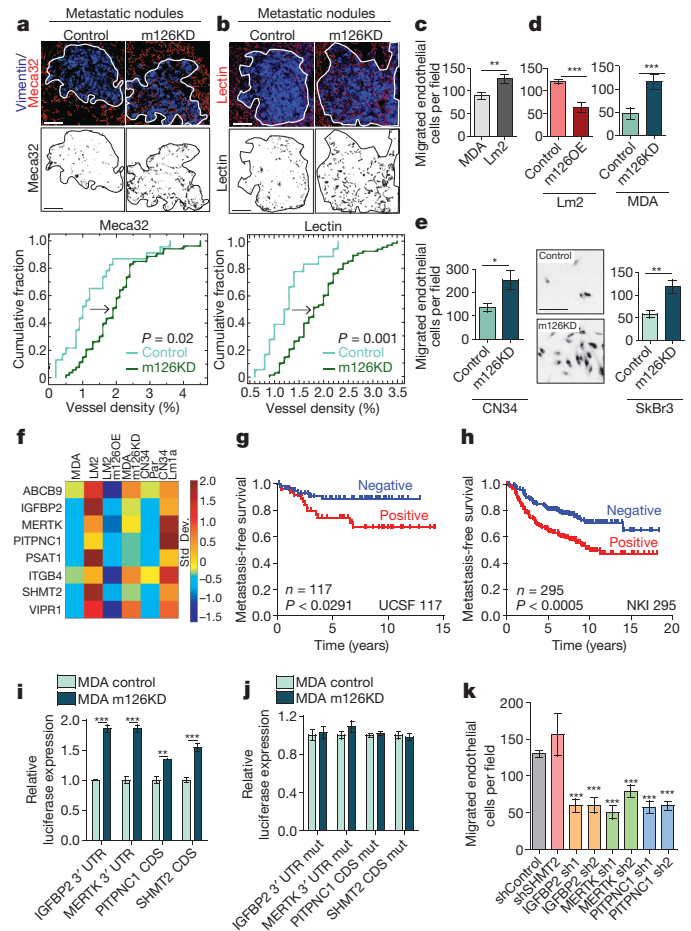 a
Metastatic nodules
Control m126KD
Vimentin/
Meca32
Meca32
b
Metastatic nodules
Control m126KD
Lectin
Lectin
Meca32
Cumulative fraction
1.0
0.8
0.6
0.4
0.2
0
P = 0.02
Control
m126KD
0 1 2 3 4
Vessel density (%)
Lectin
Cumulative fraction
1.0
0.8
0.6
0.4
0.2
0
P = 0.001
Control
m126KD
0.5 1.0 1.5 2.0 2.5 3.0 3.5
Vessel density (%)
c
Migrated endothelial
cells per field
150
100
50
0
**
MDA
Lm2
d
150
100
50
0
***
Control
m126OE
Lm2
150
100
50
0
***
Control
m126KD
MDA
e
Migrated endothelial
cells per field
300
200
100
0
*
Control
m126KD
CN34
Control
m126KD
150
100
50
0
**
Control
m126KD
SkBr3
f
MDA
LM2
LM2
m126OE
MDA
m126KD
CN34
Par
CN34
Lm1a
ABCB9
IGFBP2
MERTK
PITPNC1
PSAT1
ITGB4
SHMT2
VIPR1
Std Dev.
2.0
1.5
1.0
0.5
0
−0.5
−1.0
−1.5
g
Metastasis-free survival
1.0
0.8
0.6
0.4
0.2
0.0
Negative
Positive
n = 117
P < 0.0291 UCSF 117
0 5 10 15
Time (years)
h
Metastasis-free survival
1.0
0.8
0.6
0.4
0.2
0.0
Negative
Positive
n = 295
P < 0.0005 NKI 295
0 5 10 15 20
Time (years)
i
MDA control
MDA m126KD
Relative
luciferase expression
2.0
1.5
1.0
0
*** *** ** ***
IGFBP2 3′ UTR
MERTK 3′ UTR
PITPNC1 CDS
SHMT2 CDS
j
MDA control
MDA m126KD
Relative
luciferase expression
1.2
0.8
0.4
0.0
IGFBP2 3′ UTR mut
MERTK 3′ UTR mut
PITPNC1 CDS mut
SHMT2 CDS mut
k
Migrated endothelial
cells per field
200
150
100
50
0
*** *** *** *** *** ***
shControl
shSHMT2
IGFBP2 sh1
IGFBP2 sh2
MERTK sh1
MERTK sh2
PITPNC1 sh1
PITPNC1 sh2